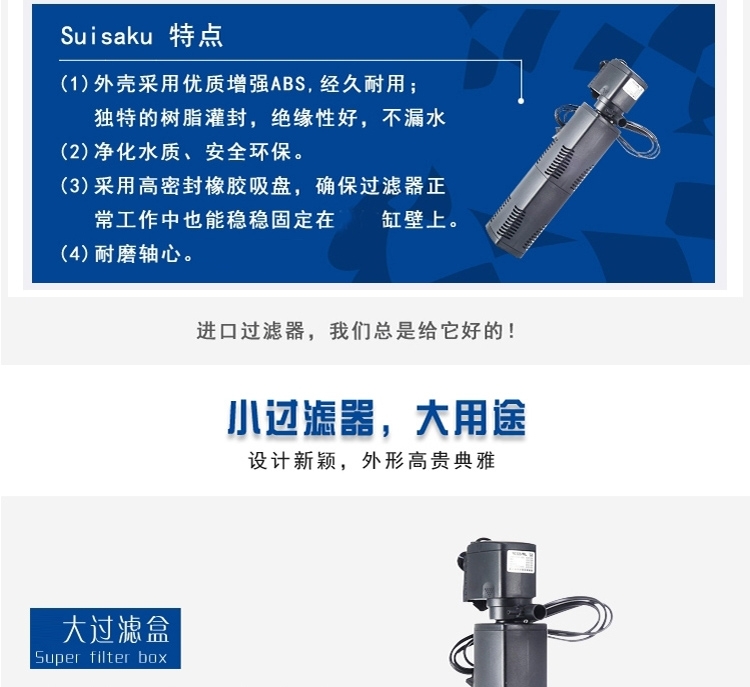 Suisaku 特点
(1)外壳采用优质增强ABS,经久耐用；
独特的树脂灌封，绝缘性好，不漏水
(2)净化水质、安全环保。
(3)采用高密封橡胶吸盘，确保过滤器正
常工作中也能稳稳固定在 缸壁上。
(4)耐磨轴心。
进口过滤器，我们总是给它好的！
小过滤器，大用途
设计新颖，外形高贵典雅
大过滤盒
Super filter box